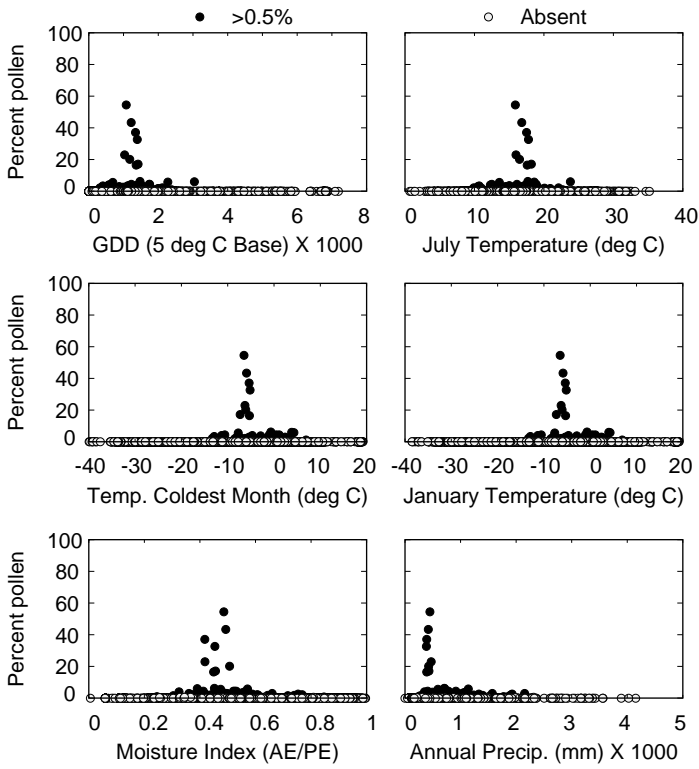 >0.5%
Absent
Percent pollen
100
80
60
40
20
0
0 2 4 6 8
GDD (5 deg C Base) X 1000
0 10 20 30 40
July Temperature (deg C)
Percent pollen
100
80
60
40
20
0
-40 -30 -20 -10 0 10 20
Temp. Coldest Month (deg C)
-40 -30 -20 -10 0 10 20
January Temperature (deg C)
Percent pollen
100
80
60
40
20
0
0 0.2 0.4 0.6 0.8 1
Moisture Index (AE/PE)
0 1 2 3 4 5
Annual Precip. (mm) X 1000